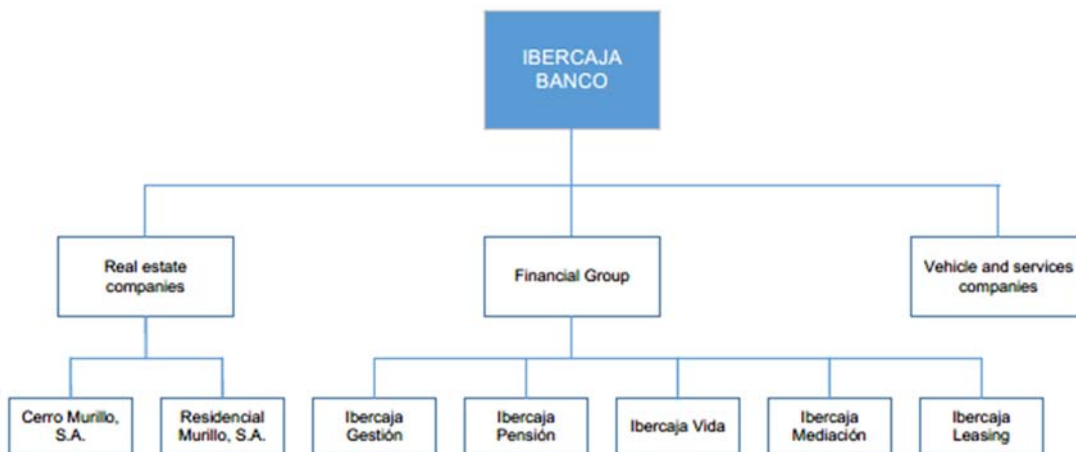 IBERCAJA
BANCO
Real estate
companies
Financial Group
Vehicle and services
companies
Cerro Murillo,
S.A.
Residencial
Murillo, S.A.
Ibercaja
Gestión
Ibercaja
Pensión
Ibercaja Vida
Ibercaja
Mediación
Ibercaja
Leasing